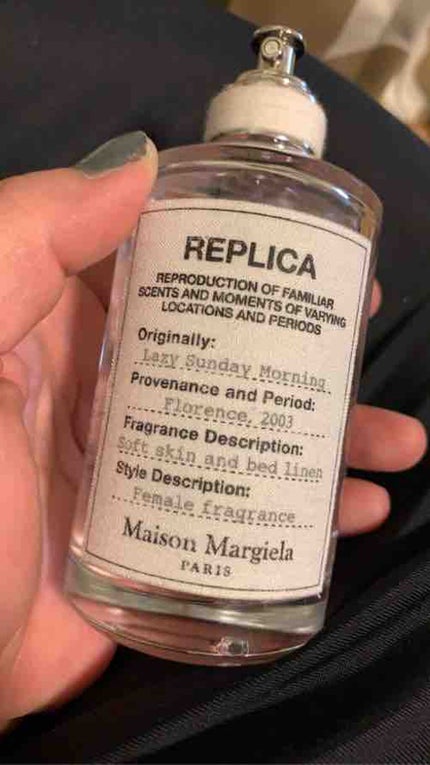 REPLICA
REPRODUCTION OF FAMILIAR
SCENTS AND MOMENTS OF VARYING
LOCATIONS AND PERIODS
Originally:
Lazy Sunday Morning
Provenance and Period:
Florence, 2003
Fragrance Description:
Soft skin and bed linen
Style Description:
Female fragrance
Maison Margiela
PARIS